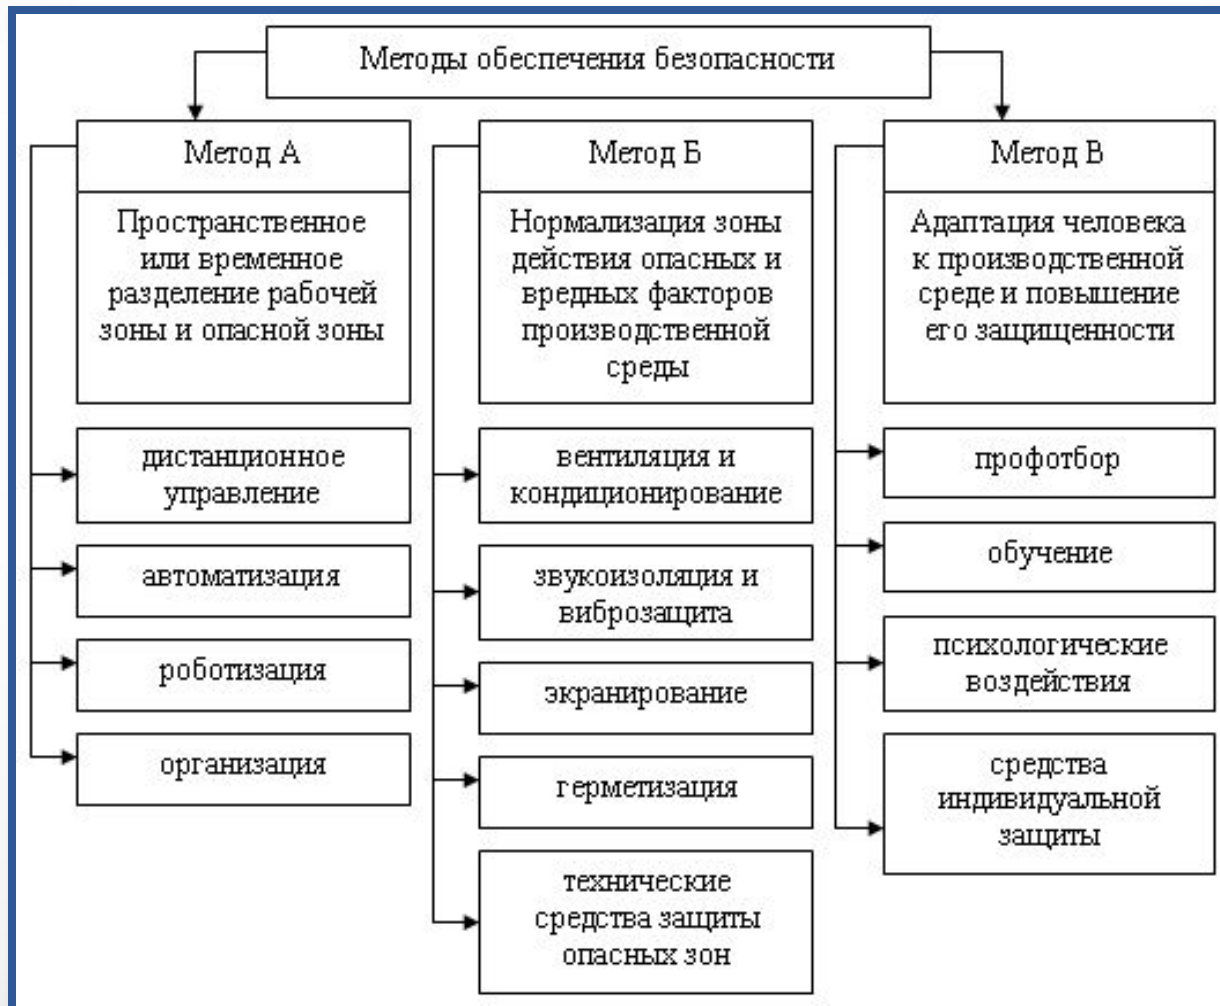 Методы обеспечения безопасности
Метод А
Пространственное
или временное
разделение рабочей
зоны и опасной зоны
дистанционное
управление
автоматизация
роботизация
организация
Метод Б
Нормализация зоны
действия опасных и
вредных факторов
производственной
среды
вентиляция и
кондиционирование
звукоизоляция и
виброзащита
экранирование
герметизация
технические
средства защиты
опасных зон
Метод В
Адаптация человека
к производственной
среде и повышение
его защищенности
профотбор
обучение
психологические
воздействия
средства
индивидуальной
защиты